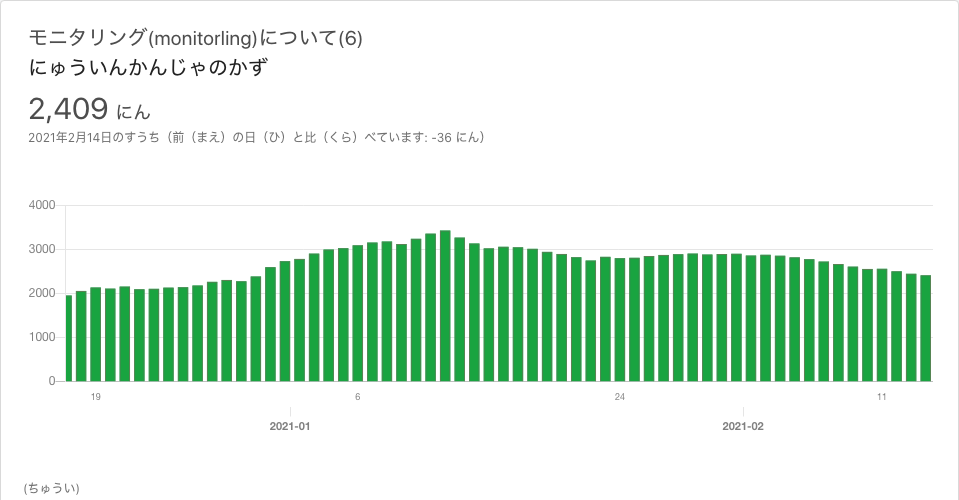 モニタリング(monitorling)について(6)
にゅういんかんじゃのかず
2,409 にん
2021年2月14日のすうち（前（まえ）の日（ひ）と比（くら）べています: -36 にん）
4000
3000
2000
1000
0
19 6 24 11
2021-01 2021-02
(ちゅうい)